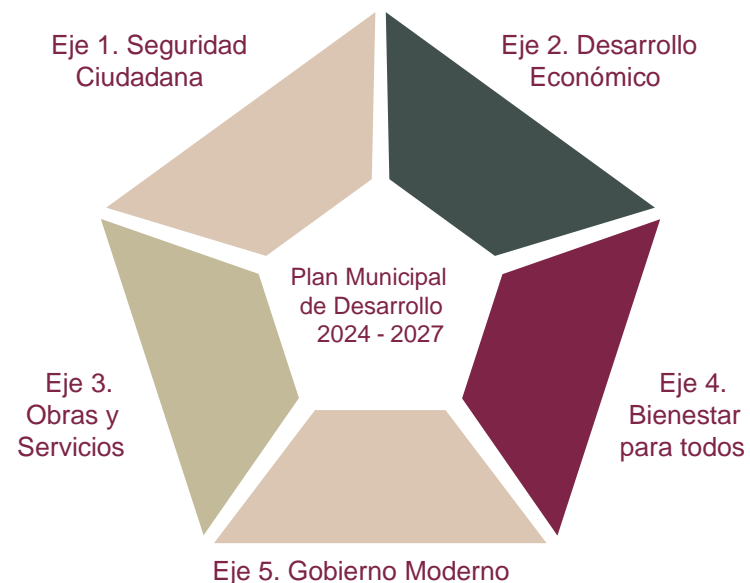 Eje 1. Seguridad
Ciudadana
Eje 2. Desarrollo
Económico
Plan Municipal
de Desarrollo
2024 - 2027
Eje 3.
Obras y
Servicios
Eje 4.
Bienestar
para todos
Eje 5. Gobierno Moderno